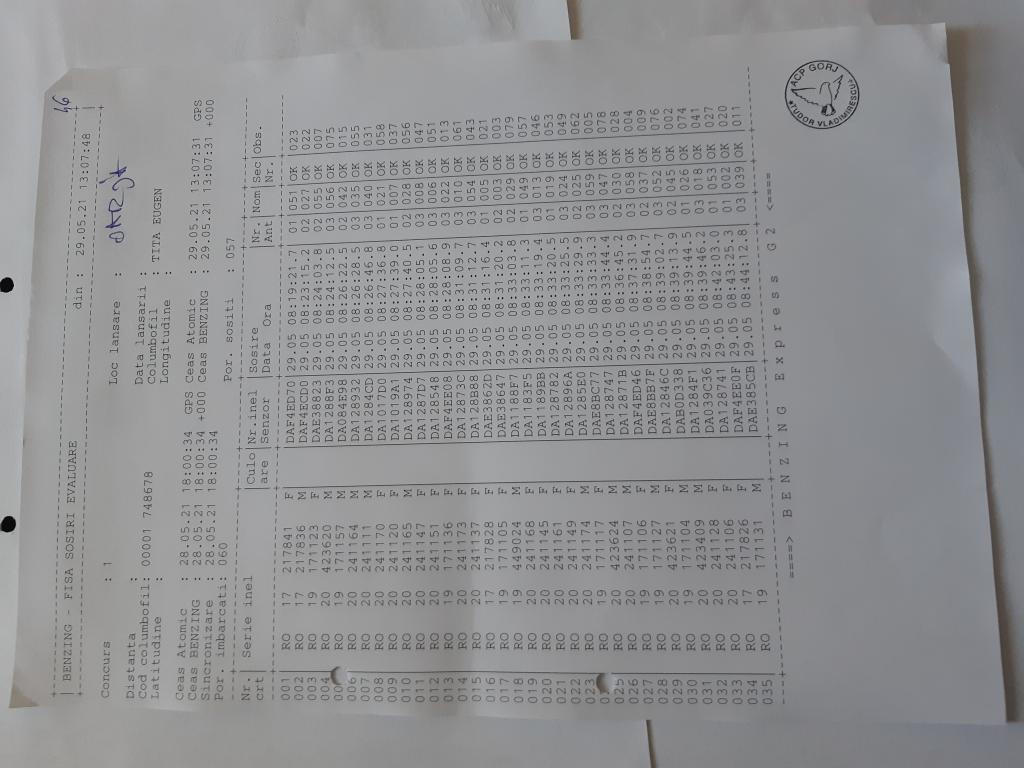 +-----------------------------------------------------------+
| BENZING - FISA SOSIRI EVALUARE din : 29.05.21 13:07:48 |
46
Concurs : 1 Loc lansare : ARJA
Distanta : Data lansarii :
Cod columbofil: 00001 748678 Columbofil : TITA EUGEN
Latitudine : Longitudine :
Ceas Atomic : 28.05.21 18:00:34 GPS Ceas Atomic : 29.05.21 13:07:31 GPS
Ceas BENZING : 28.05.21 18:00:34 +000 Ceas BENZING : 29.05.21 13:07:31 +000
Sincronizare : 28.05.21 18:00:34
Por. imbarcati: 060 Por. sositi : 057
Nr. | Serie inel |Culo|Nr.inel |Sosire |Nr. |Nom |Sec|Obs.
crt| |are |Senzor |Data Ora |Ant | |Nr.|
001 RO 17 217841 F DAF4ED70 29.05 08:19:21.7 01 051 OK 023
002 RO 17 217836 M DAF4ECD0 29.05 08:23:15.2 02 027 OK 022
003 RO 19 171123 F DAE38823 29.05 08:24:03.8 02 055 OK 007
004 RO 20 423620 M DA1288F3 29.05 08:24:12.5 03 056 OK 075
RO 19 171157 M DA084E98 29.05 08:26:22.5 02 042 OK 015
006 RO 20 241164 M DA128932 29.05 08:26:28.5 03 035 OK 055
007 RO 20 241111 M DA1284CD 29.05 08:26:46.8 03 040 OK 031
008 RO 20 241170 F DA1017D0 29.05 08:27:36.8 01 021 OK 058
009 RO 20 241120 F DA1019A1 29.05 08:27:39.0 01 007 OK 037
010 RO 20 241165 M DA128974 29.05 08:27:40.5 02 028 OK 056
011 RO 20 F DA1287D7 29.05 08:28:05.1 02 008 OK 047
012 RO 20 241151 F DA128548 29.05 08:28:05.6 03 006 OK 051
013 RO 19 171136 F DAF4FE08 29.05 08:28:08.9 03 022 OK 013
014 RO 20 241173 F DA12873C 29.05 08:31:09.7 03 010 OK 061
015 RO 20 241137 M DA128B88 29.05 08:31:12.7 03 054 OK 043
016 RO 17 217828 F DAE3862D 29.05 08:31:16.4 01 005 OK 021
017 RO 19 171105 F DAE38647 29.05 08:31:20.2 02 003 OK 003
018 RO 19 449024 M DA1188F7 29.05 08:33:03.8 02 029 OK 079
019 RO 20 241168 F DA1183F5 29.05 08:33:11.3 01 049 OK 057
020 RO 20 241145 F DA1189BB 29.05 08:33:19.4 03 013 OK 046
021 RO 20 241161 F DA128782 29.05 08:33:20.5 01 019 OK 053
022 RO 20 241149 F DA12896A 29.05 08:33:25.5 03 024 OK 049
023 RO 20 241174 M DA1285E0 29.05 08:33:29.9 02 025 OK 062
RO 19 171117 F DAE8BC77 29.05 08:33:33.3 03 059 OK 005
025 RO 20 423624 M DA128747 29.05 08:33:44.4 03 047 OK 078
026 RO 20 241107 M DA12871B 29.05 08:36:45.2 02 030 OK 028
027 RO 19 171106 F DAF4ED46 29.05 08:37:31.9 03 058 OK 004
028 RO 19 171127 M DAE8BB7F 29.05 08:38:54.7 03 037 OK 009
029 RO 20 423621 F DA12846C 29.05 08:39:02.7 03 052 OK 076
030 RO 19 171104 M DAB0D338 29.05 08:39:13.9 02 045 OK 002
031 RO 20 423409 M DA1284F1 29.05 08:39:44.5 01 026 OK 074
032 RO 20 241128 F DA039C36 29.05 08:39:46.2 03 018 OK 041
033 RO 20 241106 F DA128741 29.05 08:42:03.0 01 053 OK 027
034 RO 17 217826 F DAF4EE0F 29.05 08:43:25.3 01 002 OK 020
035 RO 19 171131 M DAE385CB 29.05 08:44:12.8 03 039 OK 011
====> B E N Z I N G E x p r e s s G 2 <====
ACP GORJ
*TUDOR VLADIMIRESCU*